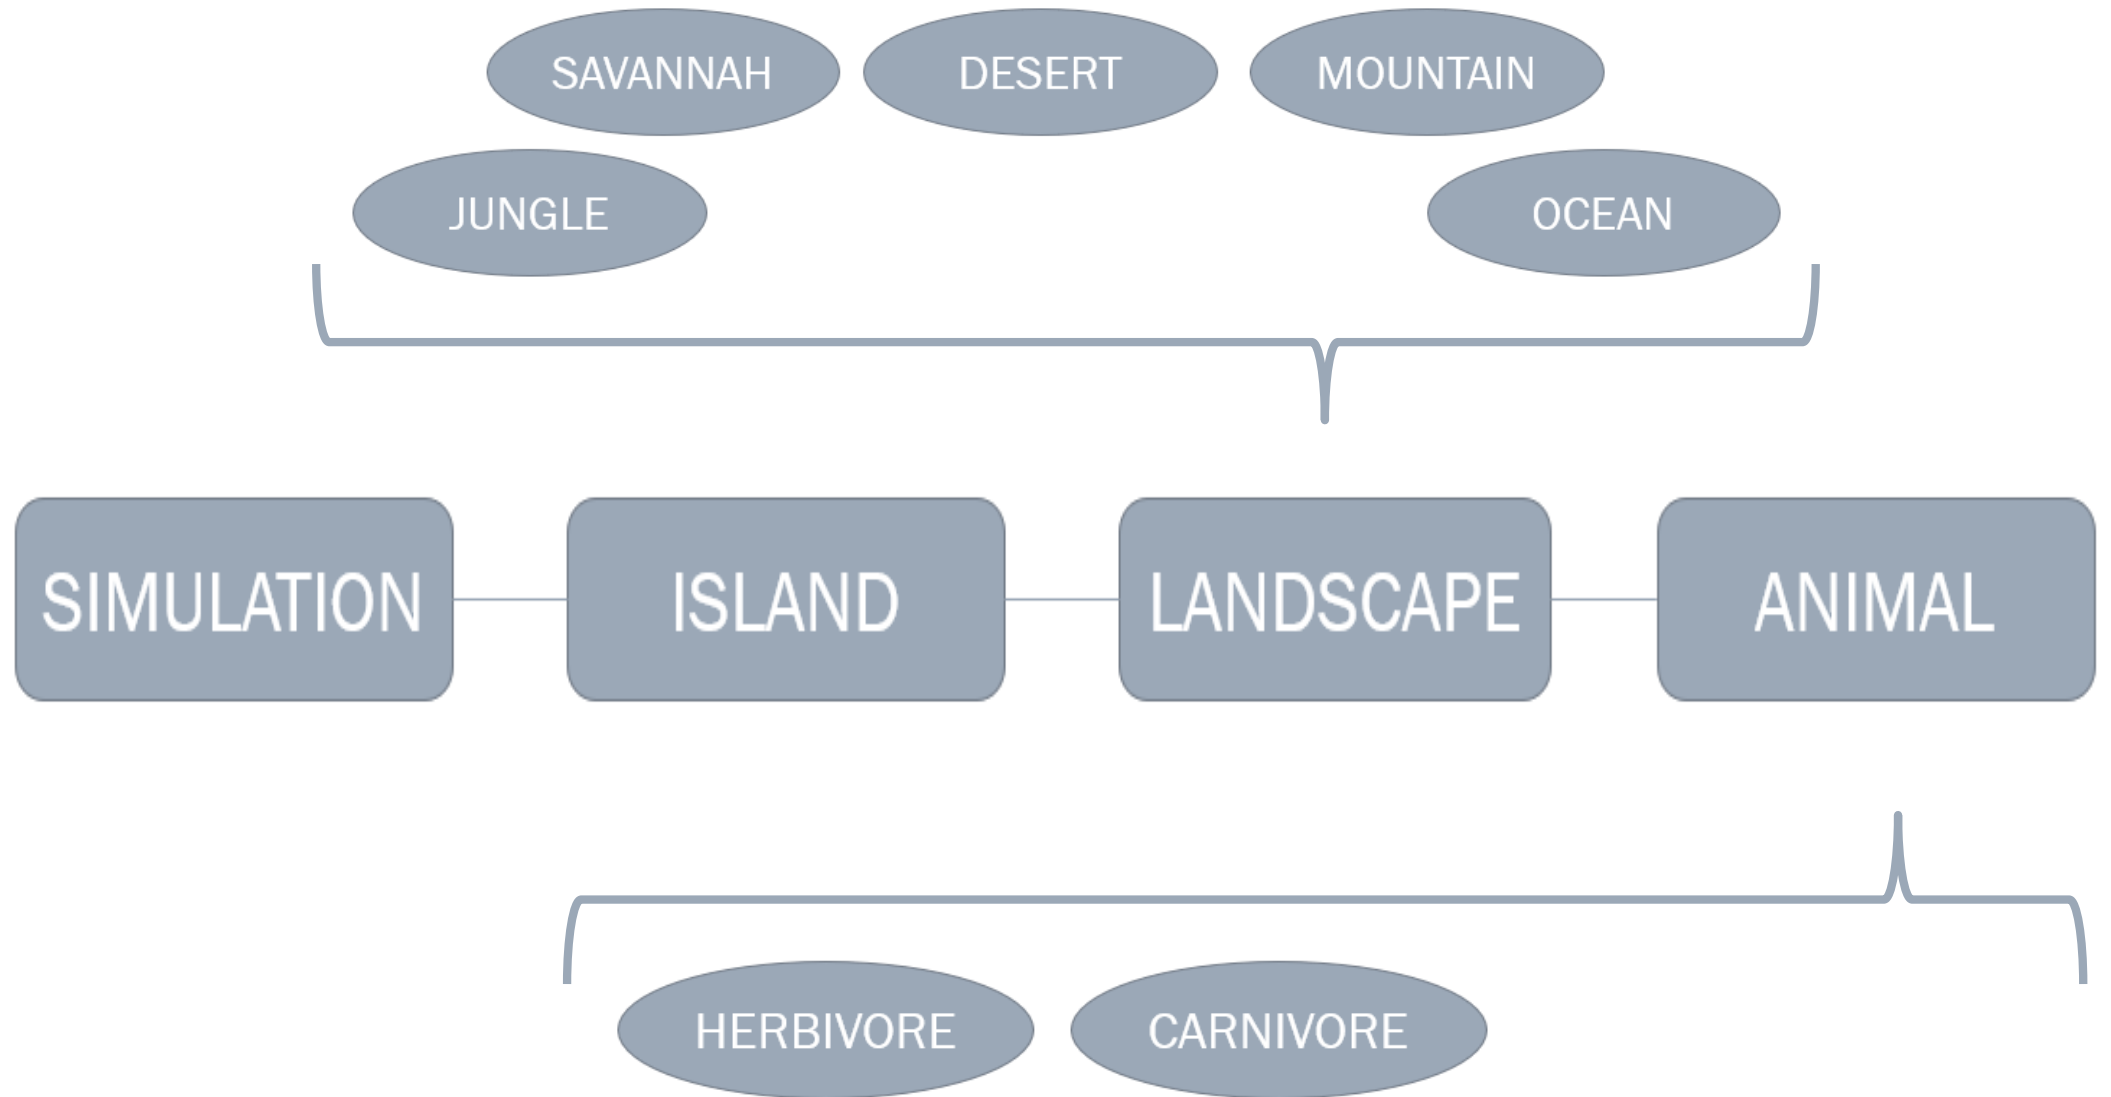 SAVANNAH
DESERT
MOUNTAIN
JUNGLE
OCEAN
SIMULATION
ISLAND
LANDSCAPE
ANIMAL
HERBIVORE
CARNIVORE